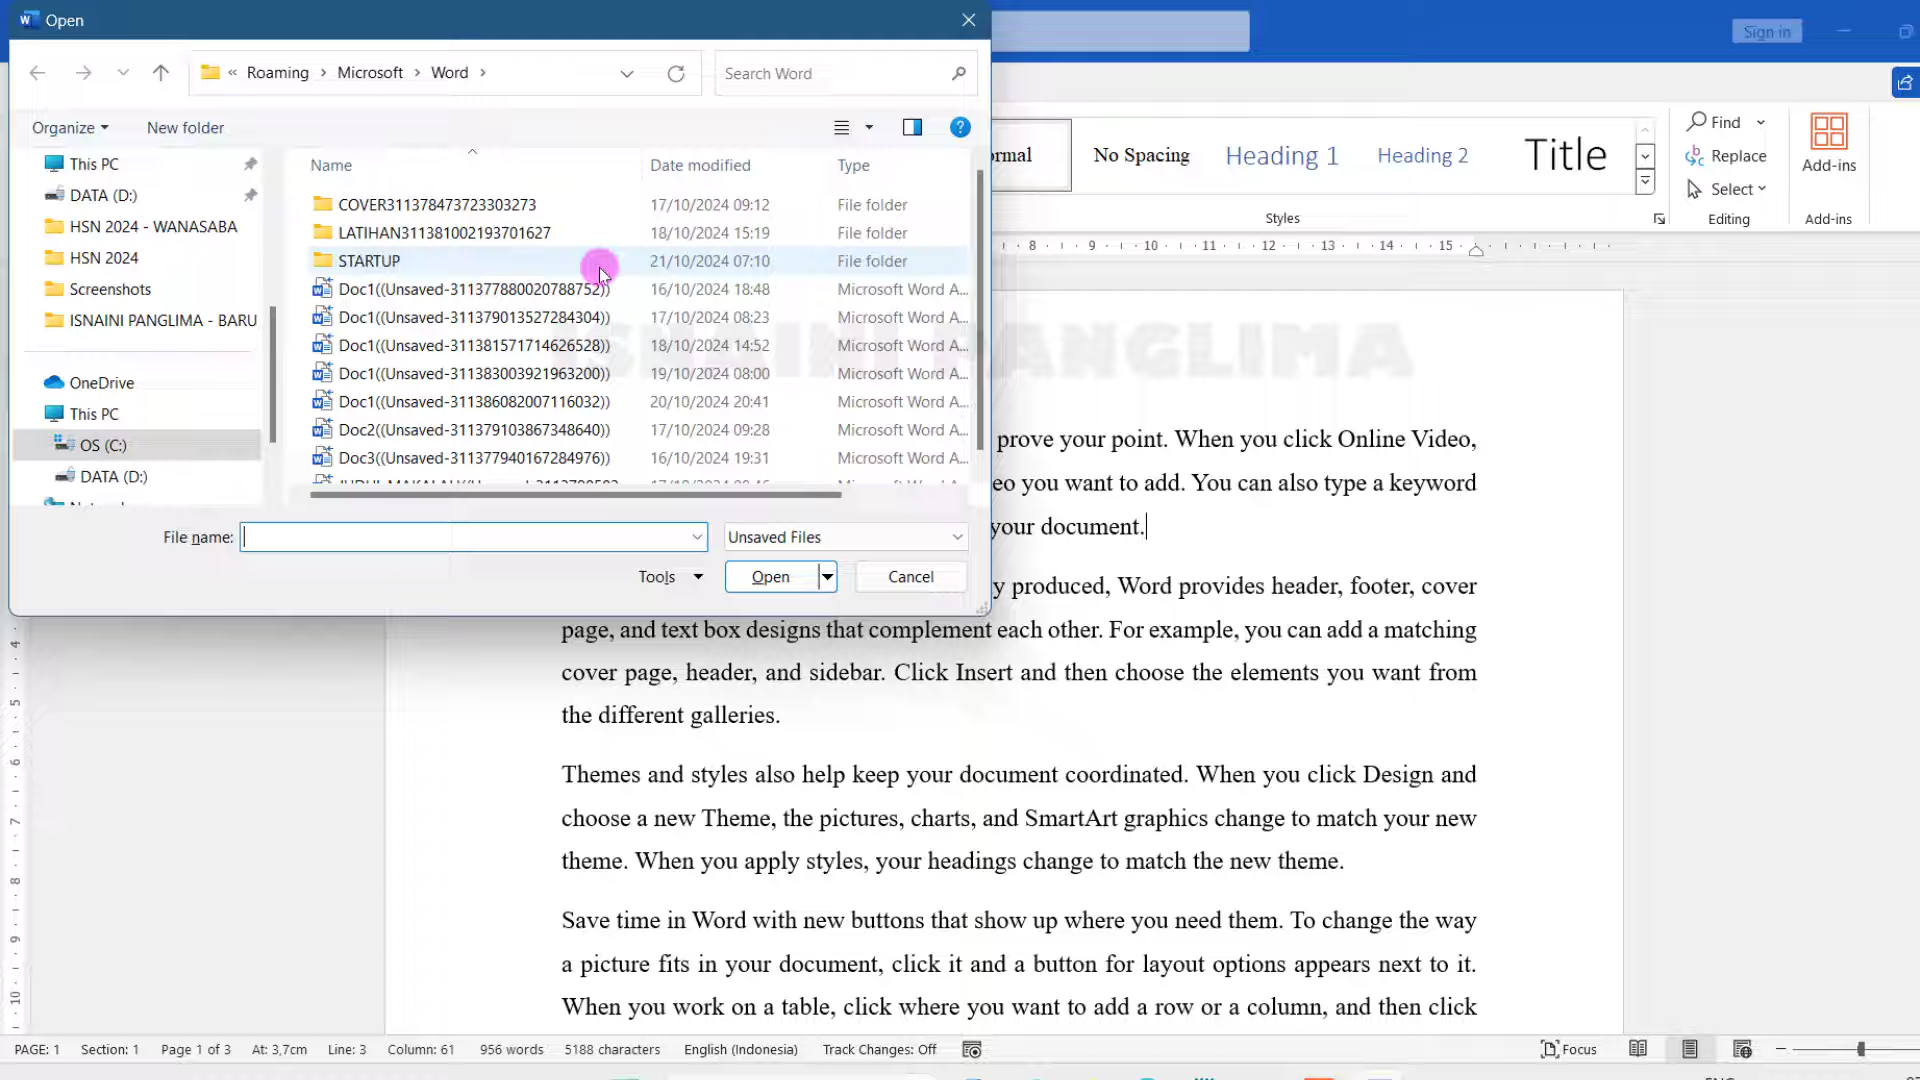 Open
Sign in
« Roaming > Microsoft > Word >
Search Word
Organize
New folder
This PC
DATA (D:)
HSN 2024 - WANASABA
HSN 2024
Screenshots
ISNAINI PANGLIMA - BARU
OneDrive
This PC
OS (C:)
DATA (D:)
Name Date modified Type
COVER311378473723303273 17/10/2024 09:12 File folder
LATIHAN311381002193701627 18/10/2024 15:19 File folder
STARTUP 21/10/2024 07:10 File folder
Doc1((Unsaved-311377880020788752)) 16/10/2024 18:48 Microsoft Word A...
Doc1((Unsaved-311379013527284304)) 17/10/2024 08:23 Microsoft Word A...
Doc1((Unsaved-311381571714626528)) 18/10/2024 14:52 Microsoft Word A...
Doc1((Unsaved-311383003921963200)) 19/10/2024 08:00 Microsoft Word A...
Doc1((Unsaved-311386082007116032)) 20/10/2024 20:41 Microsoft Word A...
Doc2((Unsaved-311379103867348640)) 17/10/2024 09:28 Microsoft Word A...
Doc3((Unsaved-311377940167284976)) 16/10/2024 19:31 Microsoft Word A...
File name:
Unsaved Files
Tools
Open
Cancel
No Spacing
Heading 1
Heading 2
Title
Styles
Find
Replace
Select
Editing
Add-ins
Add-ins
8 9 10 11 12 13 14 15
ISNAINI PANGLIMA
prove your point. When you click Online Video,
you want to add. You can also type a keyword
your document.
produced, Word provides header, footer, cover
page, and text box designs that complement each other. For example, you can add a matching
cover page, header, and sidebar. Click Insert and then choose the elements you want from
the different galleries.
Themes and styles also help keep your document coordinated. When you click Design and
choose a new Theme, the pictures, charts, and SmartArt graphics change to match your new
theme. When you apply styles, your headings change to match the new theme.
Save time in Word with new buttons that show up where you need them. To change the way
a picture fits in your document, click it and a button for layout options appears next to it.
When you work on a table, click where you want to add a row or a column, and then click
4
5
6
7
8
9
10
PAGE: 1 Section: 1 Page 1 of 3 At: 3,7cm Line: 3 Column: 61 956 words 5188 characters English (Indonesia) Track Changes: Off
Focus